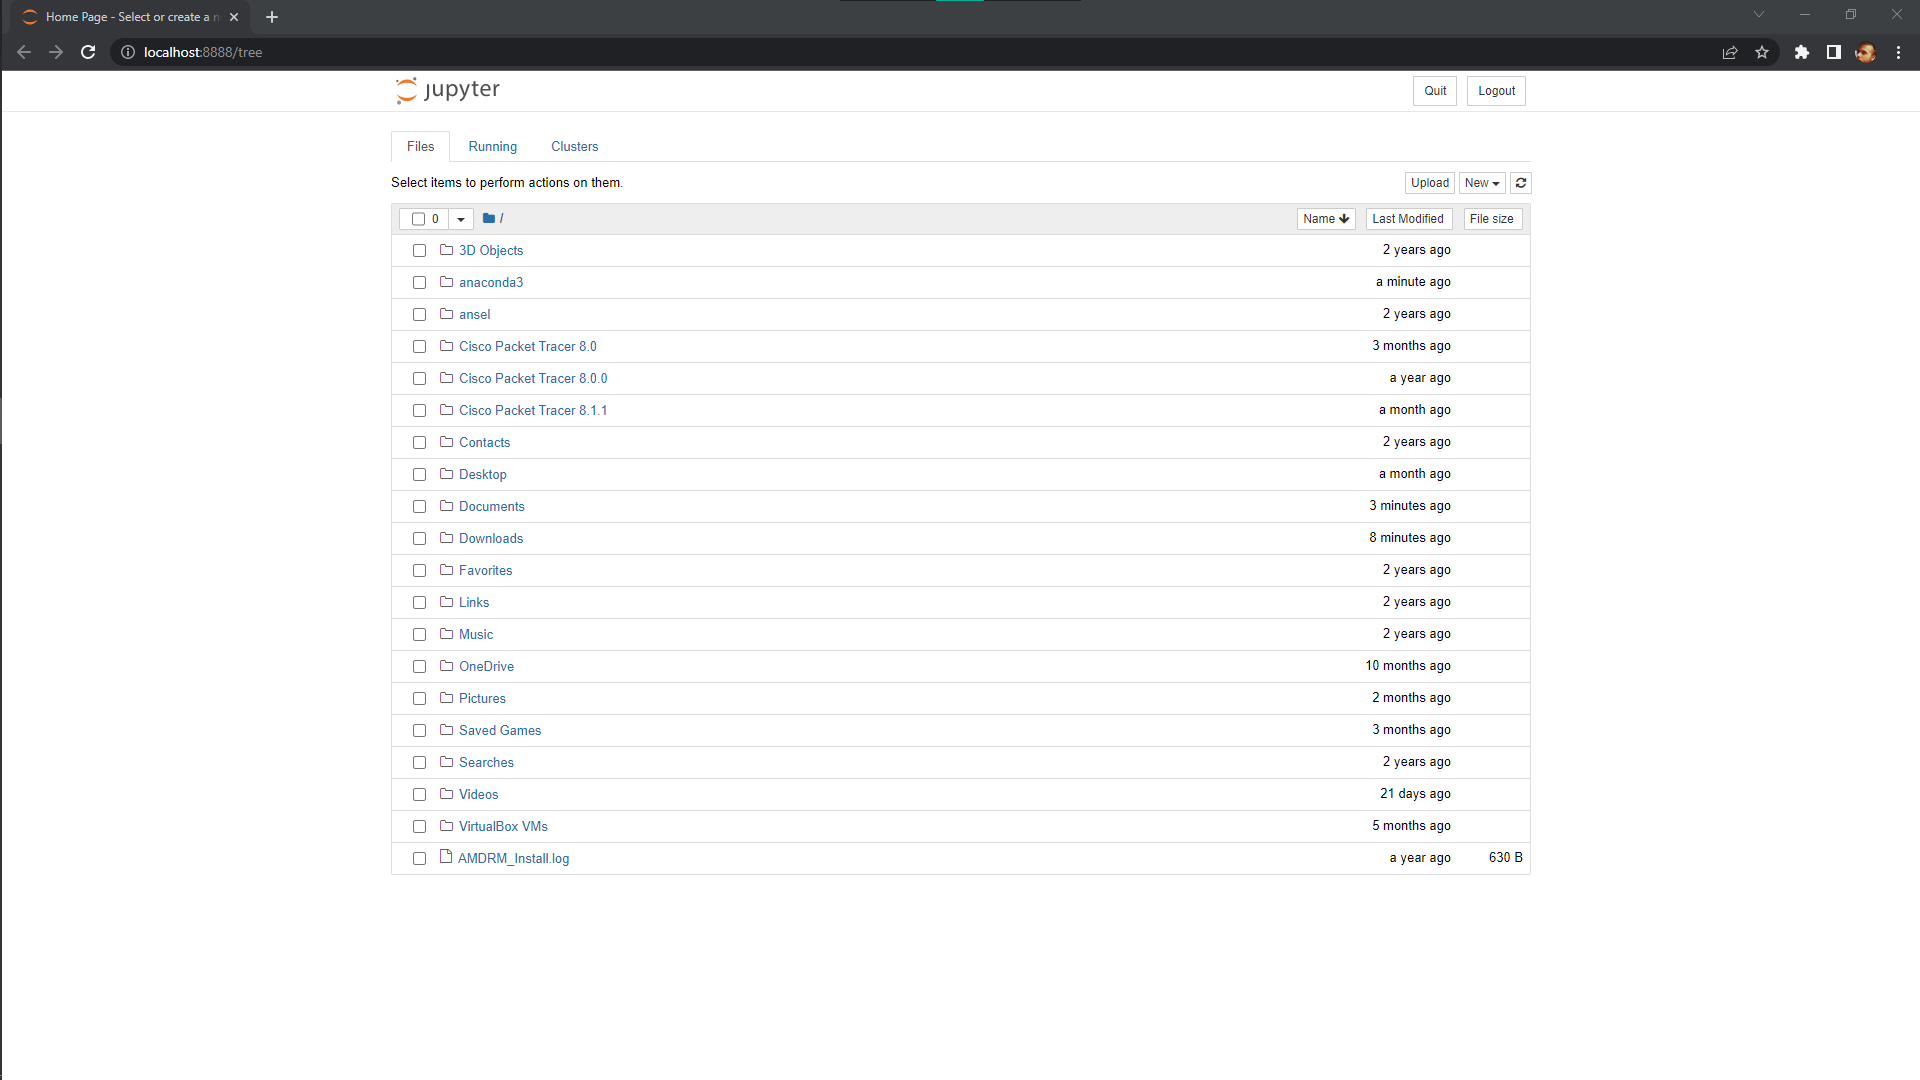 Home Page - Select or create a n
localhost:8888/tree
jupyter
Quit
Logout
Files
Running
Clusters
Select items to perform actions on them.
Upload
New
0
/
Name
Last Modified
File size
3D Objects
2 years ago
anaconda3
a minute ago
ansel
2 years ago
Cisco Packet Tracer 8.0
3 months ago
Cisco Packet Tracer 8.0.0
a year ago
Cisco Packet Tracer 8.1.1
a month ago
Contacts
2 years ago
Desktop
a month ago
Documents
3 minutes ago
Downloads
8 minutes ago
Favorites
2 years ago
Links
2 years ago
Music
2 years ago
OneDrive
10 months ago
Pictures
2 months ago
Saved Games
3 months ago
Searches
2 years ago
Videos
21 days ago
VirtualBox VMs
5 months ago
AMDRM_Install.log
a year ago
630 B